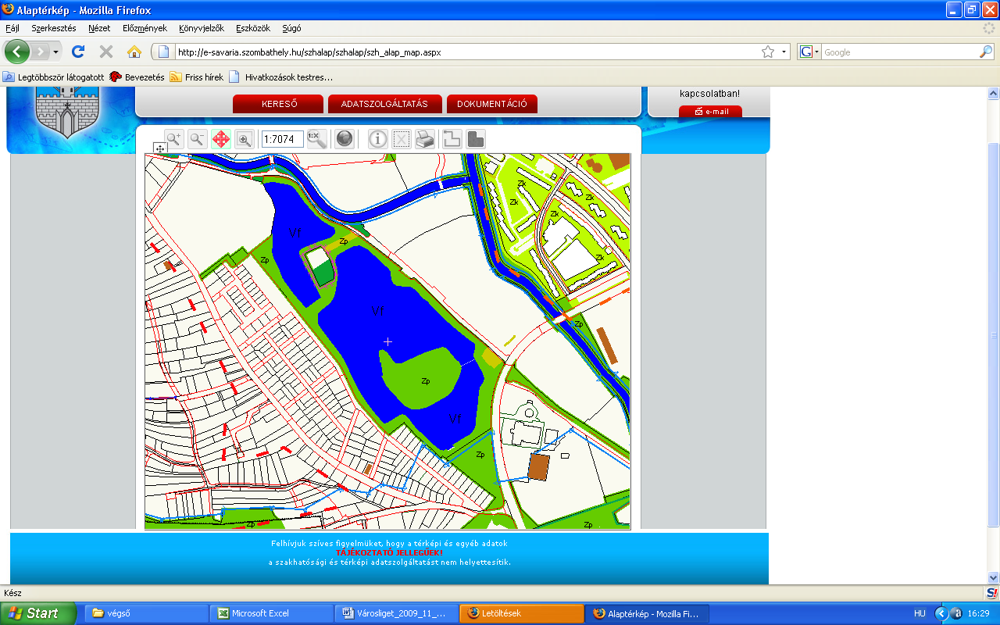 Alaptérkép - Mozilla Firefox
Fájl Szerkesztés Nézet Előzmények Könyvjelzők Eszközök Súgó
http://e-savaria.szombathely.hu/szhalap/szhalap/szh_alap_map.aspx
Google
Legtöbbször látogatott Bevezetés Friss hírek Hivatkozások testres...
kapcsolatban!
KERESŐ ADATSZOLGÁLTATÁS DOKUMENTÁCIÓ
e-mail
1:7074 1:X
Zk
Zk
Zk
Zk
Vf
Zp
Zp
Zk
Vf
Zp
Zp
Vf
Zp
Zp
Zp
Felhívjuk szíves figyelmüket, hogy a térképi és egyéb adatok
TÁJÉKOZTATÓ JELLEGŰEK!
a szakhatósági és térképi adatszolgáltatást nem helyettesítik.
Kész
Start végső Microsoft Excel Városliget_2009_11_... Letöltések Alaptérkép - Mozilla Fi... HU 16:29